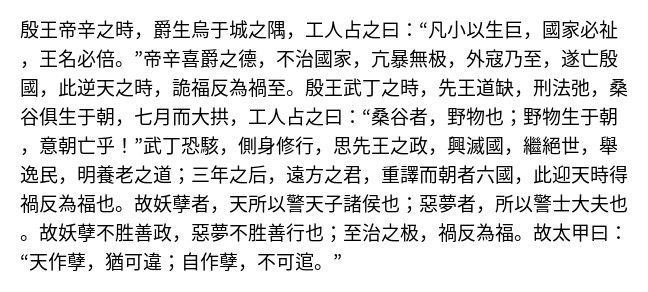 殷王帝辛之時，爵生烏于城之隅，工人占之曰：“凡小以生巨，國家必祉
，王名必倍。”帝辛喜爵之德，不治國家，亢暴無极，外寇乃至，遂亡殷
國，此逆天之時，詭福反為禍至。殷王武丁之時，先王道缺，刑法弛，桑
谷俱生于朝，七月而大拱，工人占之曰：“桑谷者，野物也；野物生于朝
，意朝亡乎！”武丁恐駭，側身修行，思先王之政，興滅國，繼絕世，舉
逸民，明養老之道；三年之后，遠方之君，重譯而朝者六國，此迎天時得
禍反為福也。故妖孽者，天所以警天子諸侯也；惡夢者，所以警士大夫也
。故妖孽不胜善政，惡夢不胜善行也；至治之极，禍反為福。故太甲曰：
“天作孽，猶可違；自作孽，不可逭。”